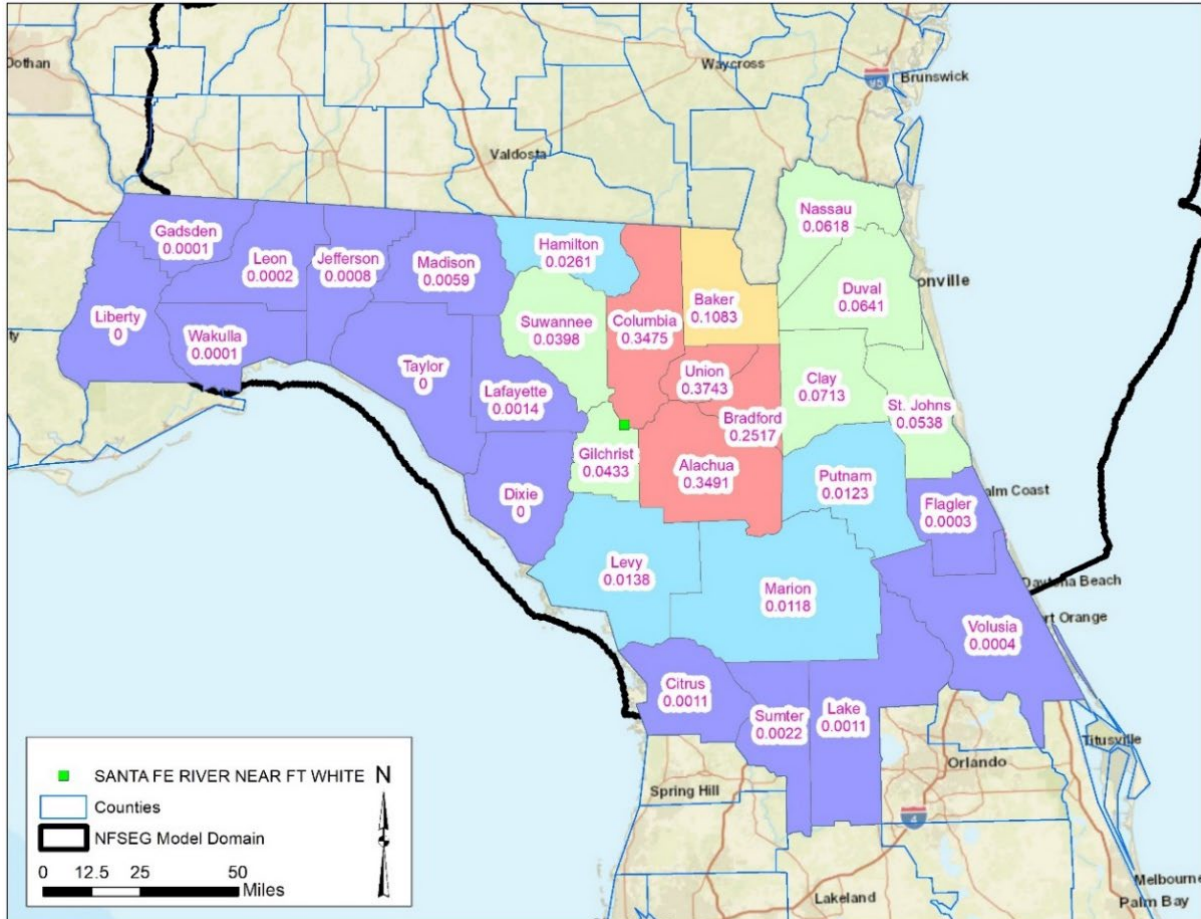 Dothan
Waycross
95
Brunswick
Valdosta
Nassau
0.0618
Gadsden
0.0001
Leon
0.0002
Jefferson
0.0008
Madison
0.0059
Hamilton
0.0261
Baker
0.1083
Duval
0.0641
onville
Liberty
0
Wakulla
0.0001
Suwannee
0.0398
Columbia
0.3475
ty
Taylor
0
Lafayette
0.0014
Union
0.3743
Clay
0.0713
St. Johns
0.0538
Bradford
0.2517
Gilchrist
0.0433
Alachua
0.3491
Putnam
0.0123
Dixie
0
Flagler
0.0003
alm Coast
Levy
0.0138
Marion
0.0118
Daytona Beach
rt Orange
Volusia
0.0004
Citrus
0.0011
Sumter
0.0022
Lake
0.0011
Titusville
Orlando
Spring Hill
4
Lakeland
Melbourne
Palm Bay
SANTA FE RIVER NEAR FT WHITE
N
Counties
NFSEG Model Domain
0 12.5 25 50
Miles